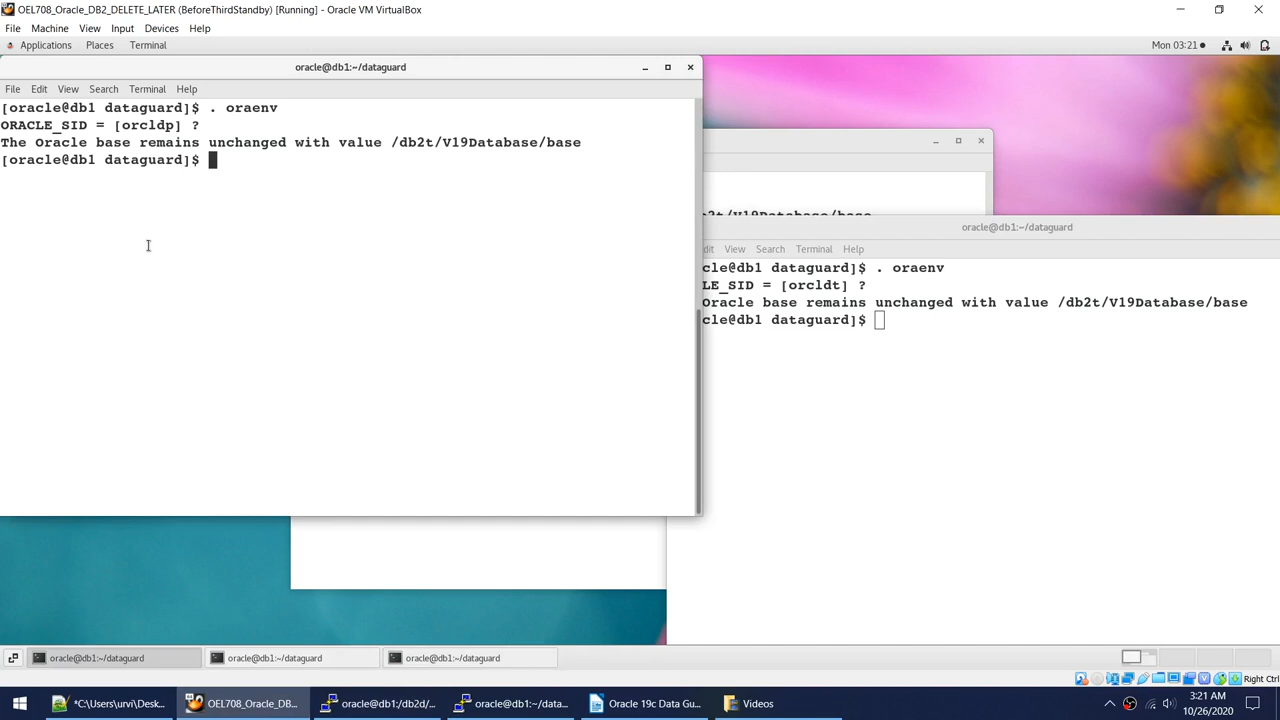 OEL708_Oracle_DB2_DELETE_LATER (BeforeThirdStandby) [Running] - Oracle VM VirtualBox
File Machine View Input Devices Help
Applications Places Terminal Mon 03:21
oracle@db1:~/dataguard
File Edit View Search Terminal Help
[oracle@db1 dataguard]$ . oraenv
ORACLE_SID = [orcldp] ?
The Oracle base remains unchanged with value /db2t/V19Database/base
[oracle@db1 dataguard]$
oracle@db1:~/dataguard
dit View Search Terminal Help
cle@db1 dataguard]$ . oraenv
LE_SID = [orcldt] ?
Oracle base remains unchanged with value /db2t/V19Database/base
cle@db1 dataguard]$
oracle@db1:~/dataguard oracle@db1:~/dataguard oracle@db1:~/dataguard
Right Ctrl
*C:\Users\urvi\Desk... OEL708_Oracle_DB... oracle@db1:/db2d/... oracle@db1:~/data... Oracle 19c Data Gu... Videos
3:21 AM
10/26/2020